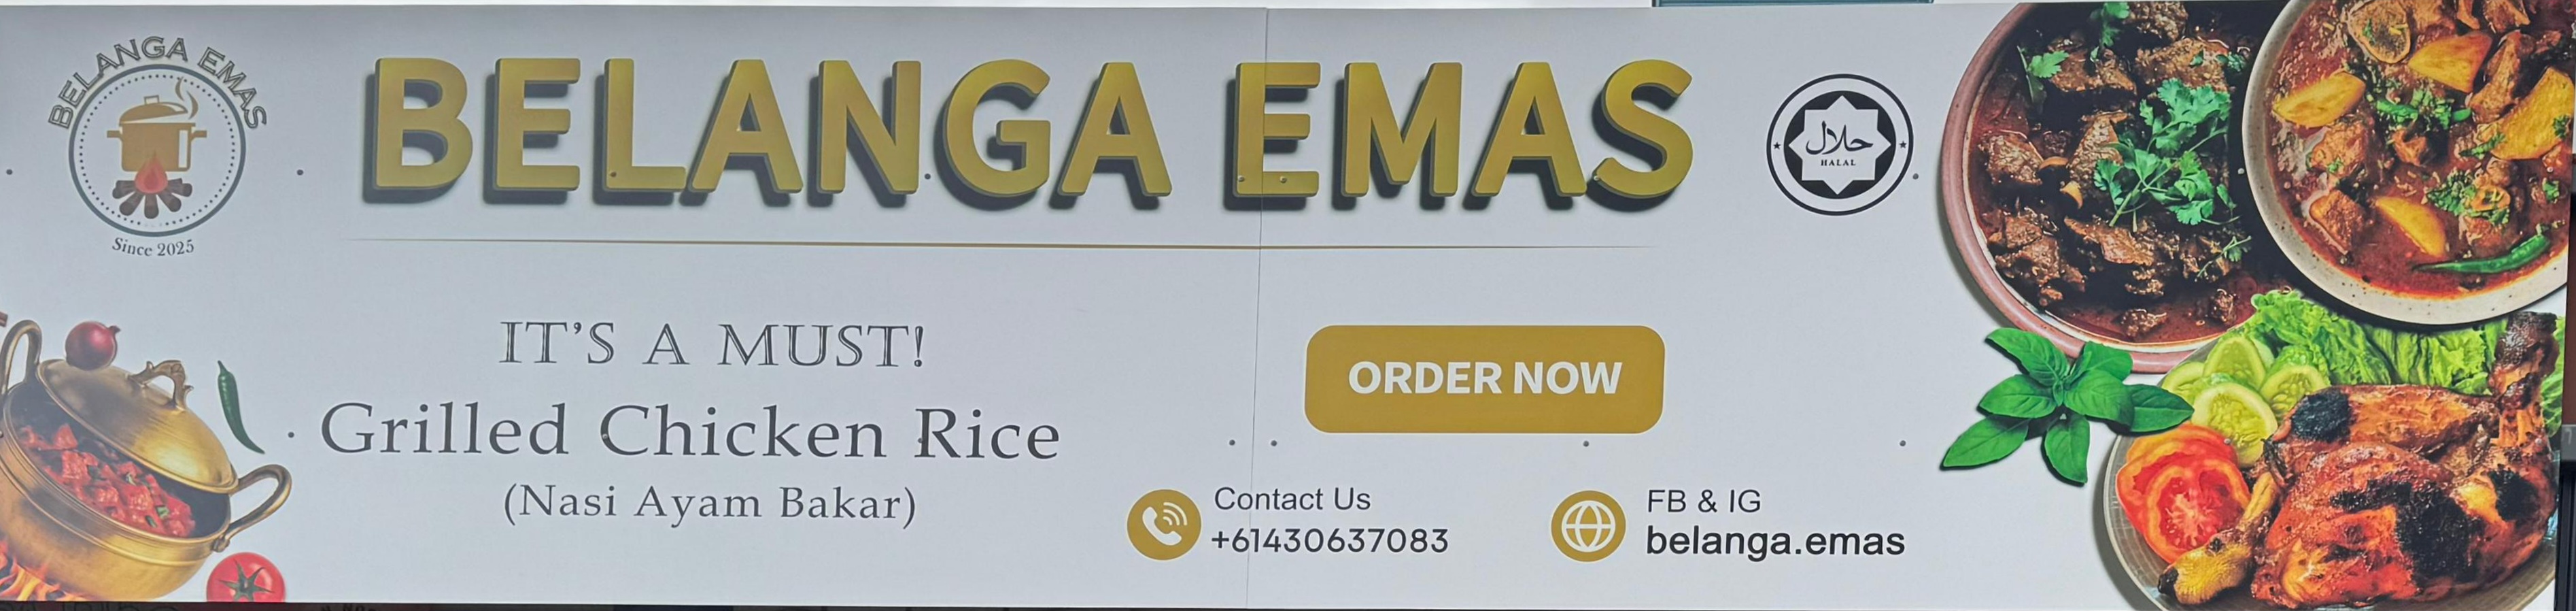 BELANGA EMAS
Since 2025
BELANGA EMAS
حلال
HALAL
IT'S A MUST!
Grilled Chicken Rice
(Nasi Ayam Bakar)
ORDER NOW
Contact Us
+61430637083
FB & IG
belanga.emas